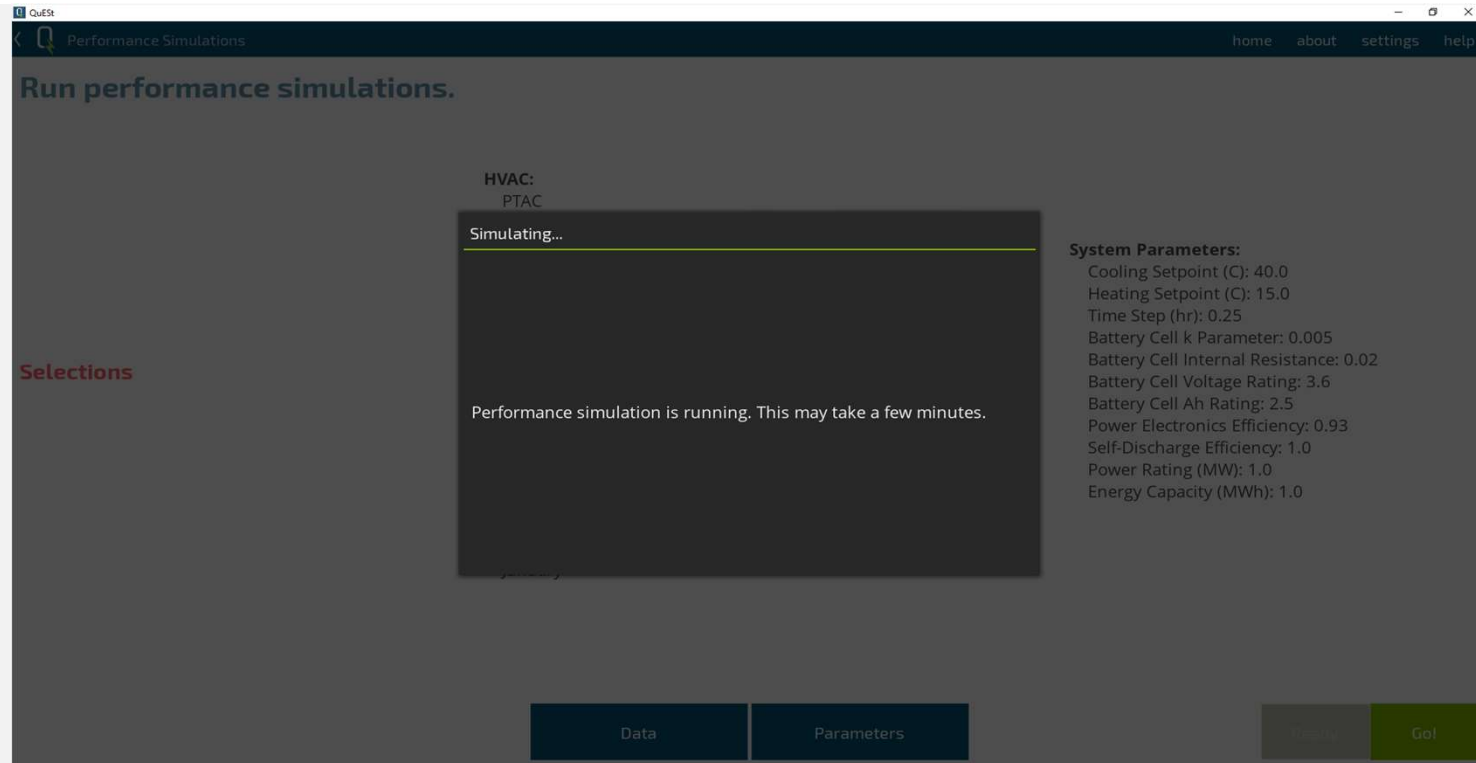 QuESt
Performance Simulations
home about settings help
Run performance simulations.
HVAC:
PTAC
Simulating...
System Parameters:
Cooling Setpoint (C): 40.0
Heating Setpoint (C): 15.0
Time Step (hr): 0.25
Battery Cell k Parameter: 0.005
Battery Cell Internal Resistance: 0.02
Selections
Battery Cell Voltage Rating: 3.6
Battery Cell Ah Rating: 2.5
Performance simulation is running. This may take a few minutes.
Power Electronics Efficiency: 0.93
Self-Discharge Efficiency: 1.0
Power Rating (MW): 1.0
Energy Capacity (MWh): 1.0
Data
Parameters
Go!